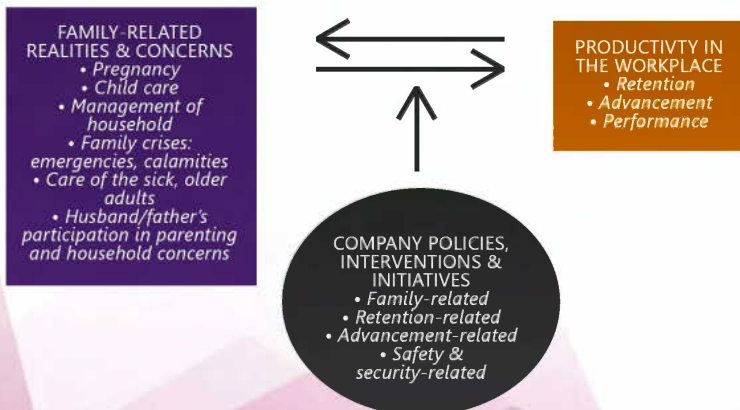 FAMILY-RELATED
REALITIES & CONCERNS
• Pregnancy
• Child care
• Management of
household
• Family crises:
emergencies, calamities
• Care of the sick, older
adults
• Husband/father's
participation in parenting
and household concerns
PRODUCTIVTY IN
THE WORKPLACE
• Retention
• Advancement
• Performance
COMPANY POLICIES,
INTERVENTIONS &
INITIATIVES
• Family-related
• Retention-related
• Advancement-related
• Safety &
security-related